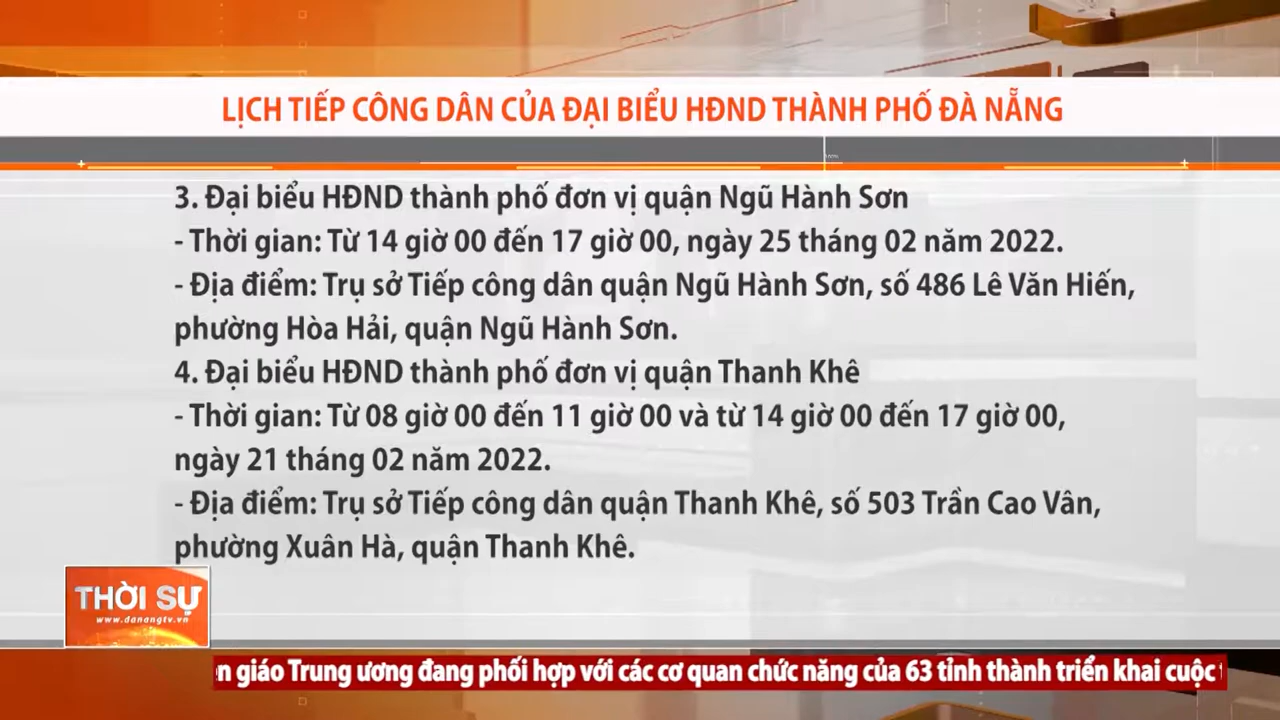 LỊCH TIẾP CÔNG DÂN CỦA ĐẠI BIỂU HĐND THÀNH PHỐ ĐÀ NẴNG
3. Đại biểu HĐND thành phố đơn vị quận Ngũ Hành Sơn
- Thời gian: Từ 14 giờ 00 đến 17 giờ 00, ngày 25 tháng 02 năm 2022.
- Địa điểm: Trụ sở Tiếp công dân quận Ngũ Hành Sơn, số 486 Lê Văn Hiến,
phường Hòa Hải, quận Ngũ Hành Sơn.
4. Đại biểu HĐND thành phố đơn vị quận Thanh Khê
- Thời gian: Từ 08 giờ 00 đến 11 giờ 00 và từ 14 giờ 00 đến 17 giờ 00,
ngày 21 tháng 02 năm 2022.
- Địa điểm: Trụ sở Tiếp công dân quận Thanh Khê, số 503 Trần Cao Vân,
phường Xuân Hà, quận Thanh Khê.
THỜI SỰ
www.danangtv.vn
giáo Trung ương đang phối hợp với các cơ quan chức năng của 63 tỉnh thành triển khai cuộc